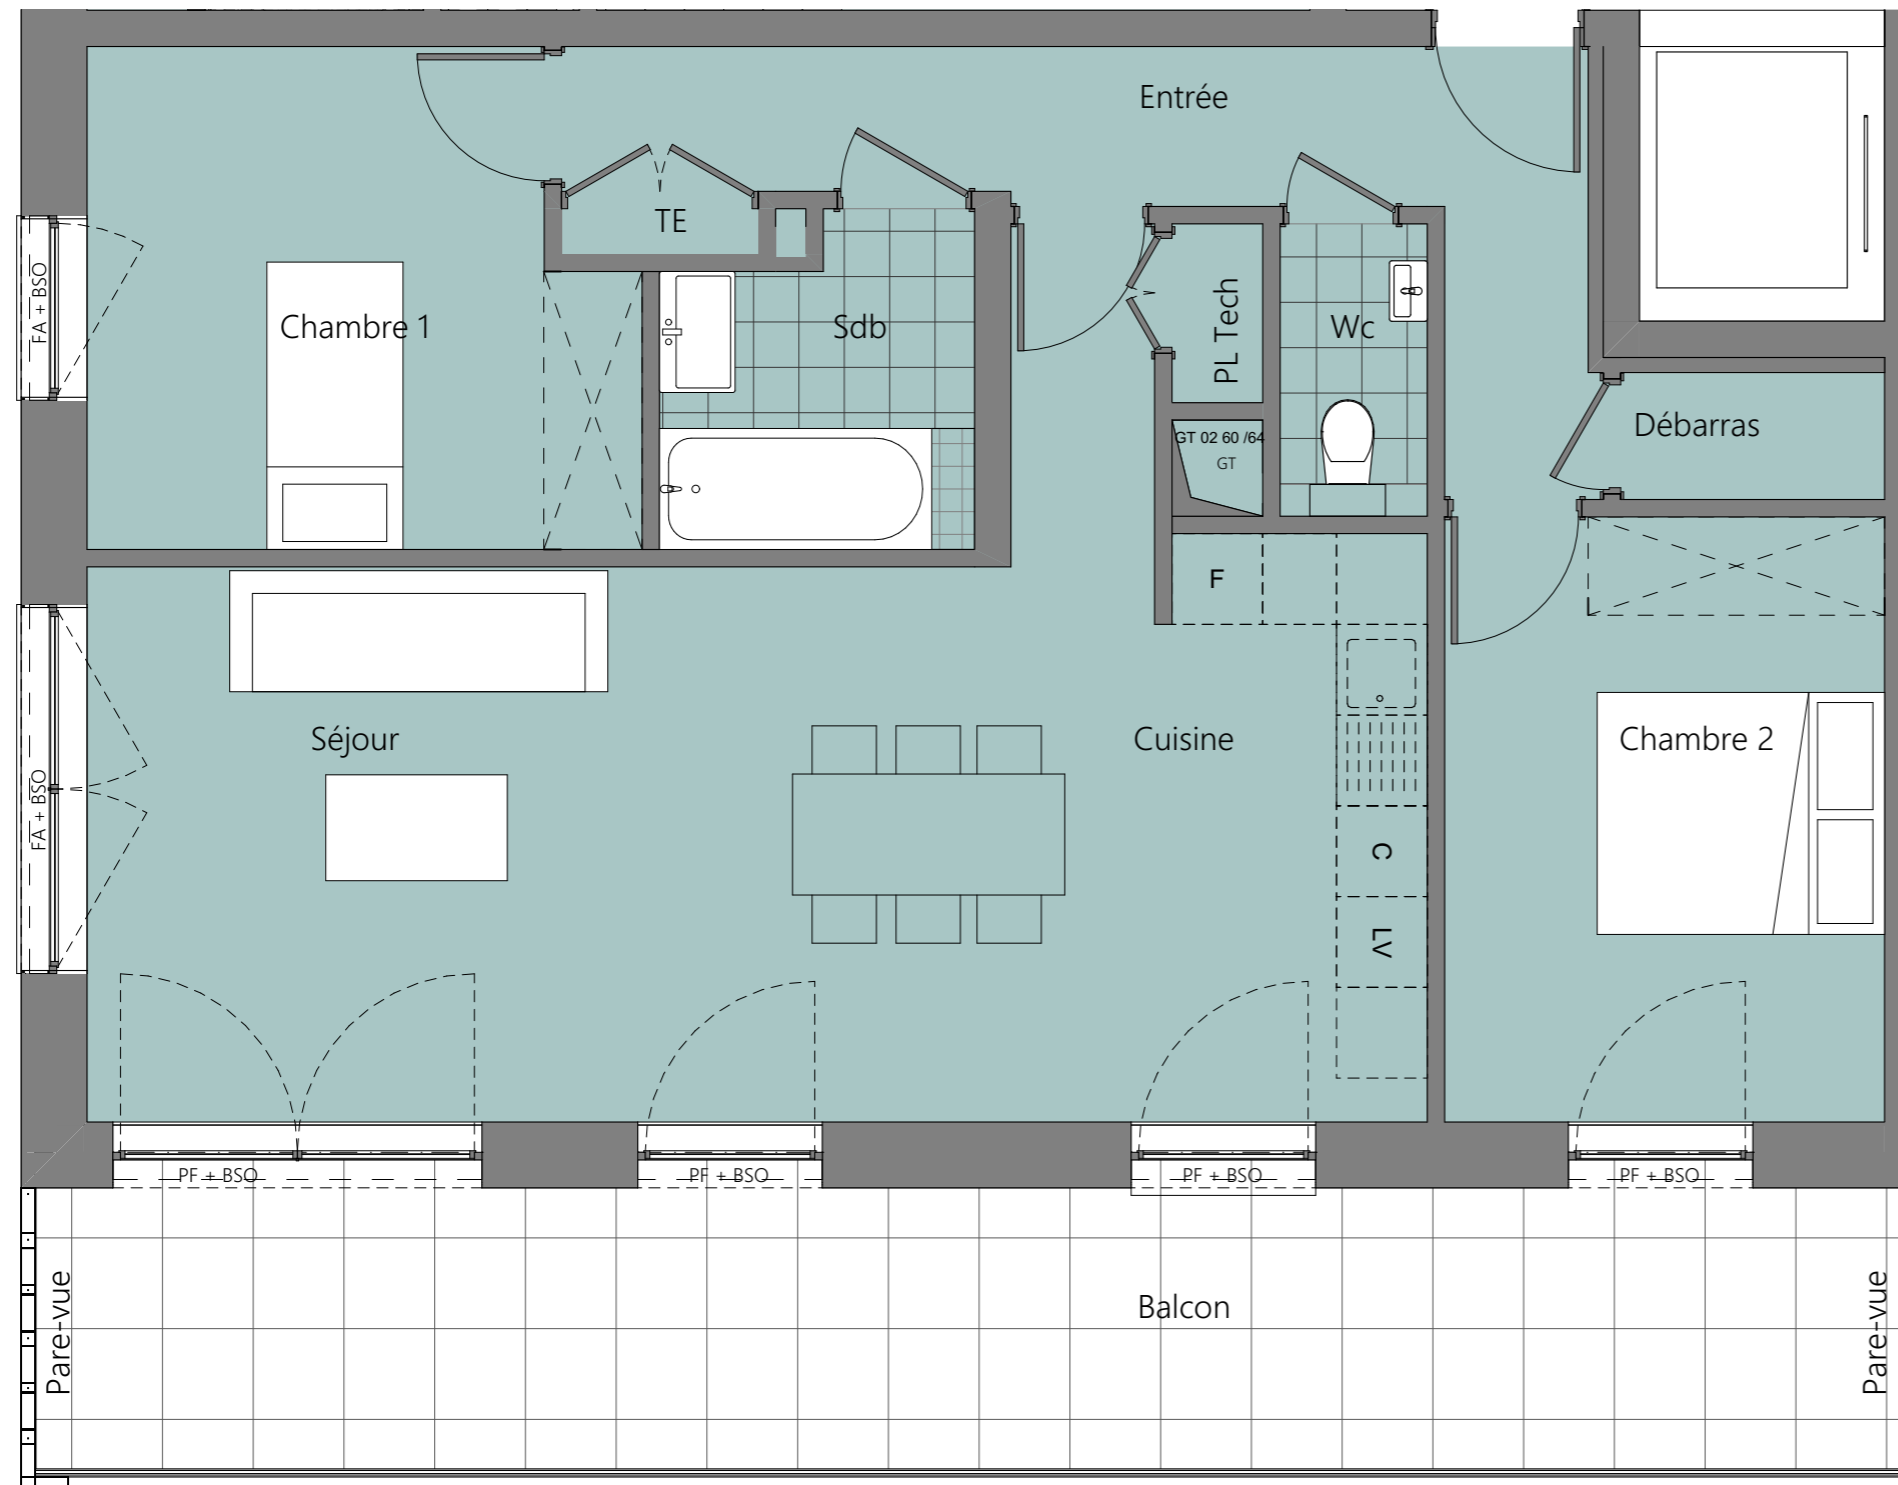 Entrée
TE
FA + BSO
Chambre 1
Sdb
PL Tech
Wc
Débarras
GT 02 60 /64
GT
F
Séjour
Cuisine
Chambre 2
FA + BSO
C
LV
PF + BSO
PF + BSO
PF + BSO
PF + BSO
Pare-vue
Balcon
Pare-vue